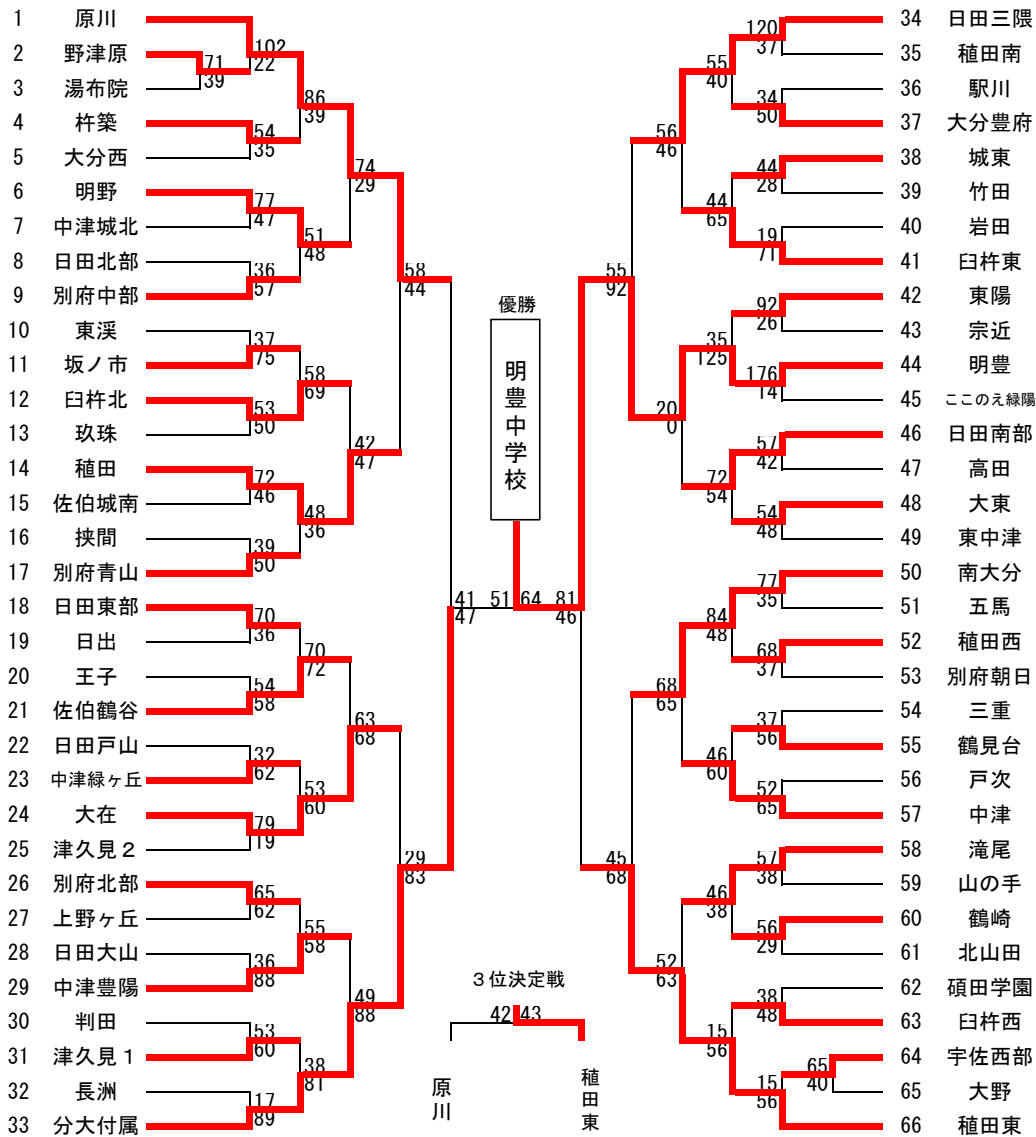 1 原川
2 野津原
3 湯布院
4 杵築
5 大分西
6 明野
7 中津城北
8 日田北部
9 別府中部
10 東渓
11 坂ノ市
12 臼杵北
13 玖珠
14 稙田
15 佐伯城南
16 挾間
17 別府青山
18 日田東部
19 日出
20 王子
21 佐伯鶴谷
22 日田戸山
23 中津緑ヶ丘
24 大在
25 津久見2
26 別府北部
27 上野ヶ丘
28 日田大山
29 中津豊陽
30 判田
31 津久見1
32 長洲
33 分大付属
71
39
102
22
54
35
77
47
36
57
37
75
53
50
72
46
39
50
70
36
54
58
32
62
79
19
65
62
36
88
53
60
17
89
86
39
51
48
58
69
48
36
70
72
53
60
55
58
38
81
74
29
42
47
63
68
49
88
58
44
29
83
41
47
優勝
明豊中学校
51 64
81
46
3位決定戦
42 43
原川
稙田東
55
92
45
68
56
46
20
0
68
65
52
63
55
40
44
65
35
125
72
54
84
48
46
60
46
38
15
56
120
37
34
50
44
28
19
71
92
26
176
14
57
42
54
48
77
35
68
37
37
56
52
65
57
38
56
29
38
48
15
56
65
40
34 日田三隈
35 稙田南
36 駅川
37 大分豊府
38 城東
39 竹田
40 岩田
41 臼杵東
42 東陽
43 宗近
44 明豊
45 ここのえ緑陽
46 日田南部
47 高田
48 大東
49 東中津
50 南大分
51 五馬
52 稙田西
53 別府朝日
54 三重
55 鶴見台
56 戸次
57 中津
58 滝尾
59 山の手
60 鶴崎
61 北山田
62 碩田学園
63 臼杵西
64 宇佐西部
65 大野
66 稙田東